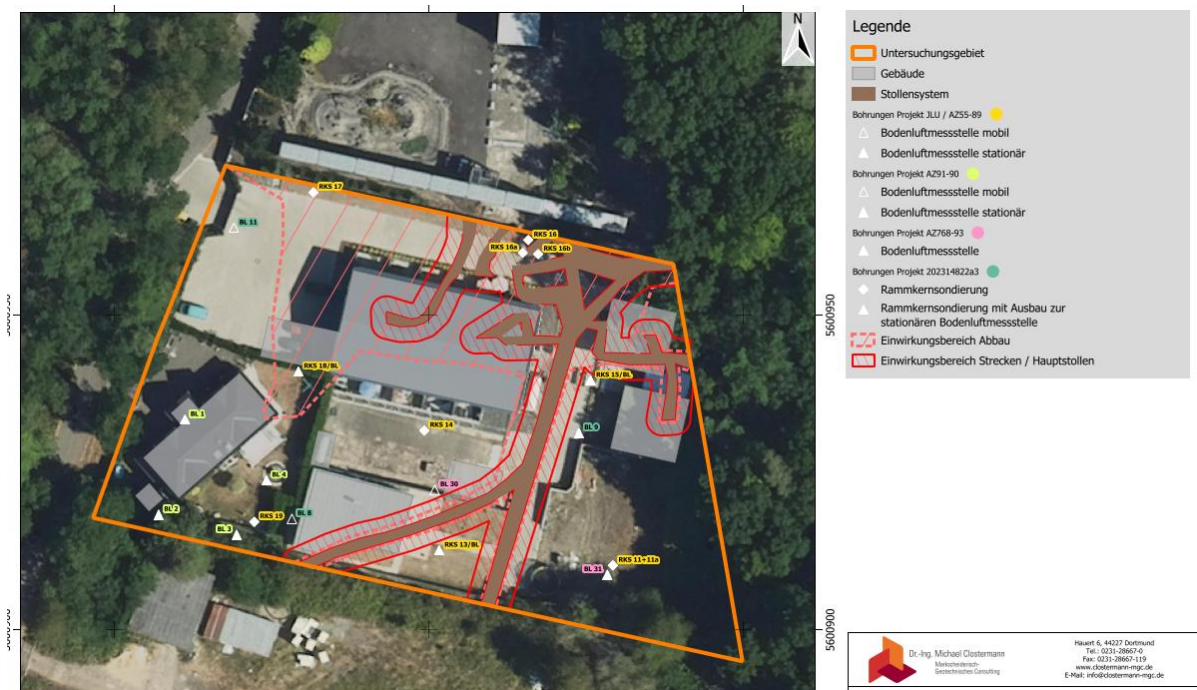 N
RKS 17
BL 11
RKS 16
RKS 16a
RKS 16b
5600950
5600950
RKS 18/BL
RKS 15/BL
BL 1
RKS 14
BL 9
BL 4
BL 30
BL 2
RKS 19
BL 8
BL 3
RKS 13/BL
RKS 11+11a
BL 31
5600900
5600900
Legende
Untersuchungsgebiet
Gebäude
Stollensystem
Bohrungen Projekt JLU / AZ55-89
Bodenluftmessstelle mobil
Bodenluftmessstelle stationär
Bohrungen Projekt AZ91-90
Bodenluftmessstelle mobil
Bodenluftmessstelle stationär
Bohrungen Projekt AZ768-93
Bodenluftmessstelle
Bohrungen Projekt 202314822a3
Rammkernsondierung
Rammkernsondierung mit Ausbau zur
stationären Bodenluftmessstelle
Einwirkungsbereich Abbau
Einwirkungsbereich Strecken / Hauptstollen
Dr.-Ing. Michael Clostermann
Markscheiderisch-
Geotechnisches Consulting
Hauert 6, 44227 Dortmund
Tel.: 0231-28667-0
Fax: 0231-28667-119
www.clostermann-mgc.de
E-Mail: info@clostermann-mgc.de